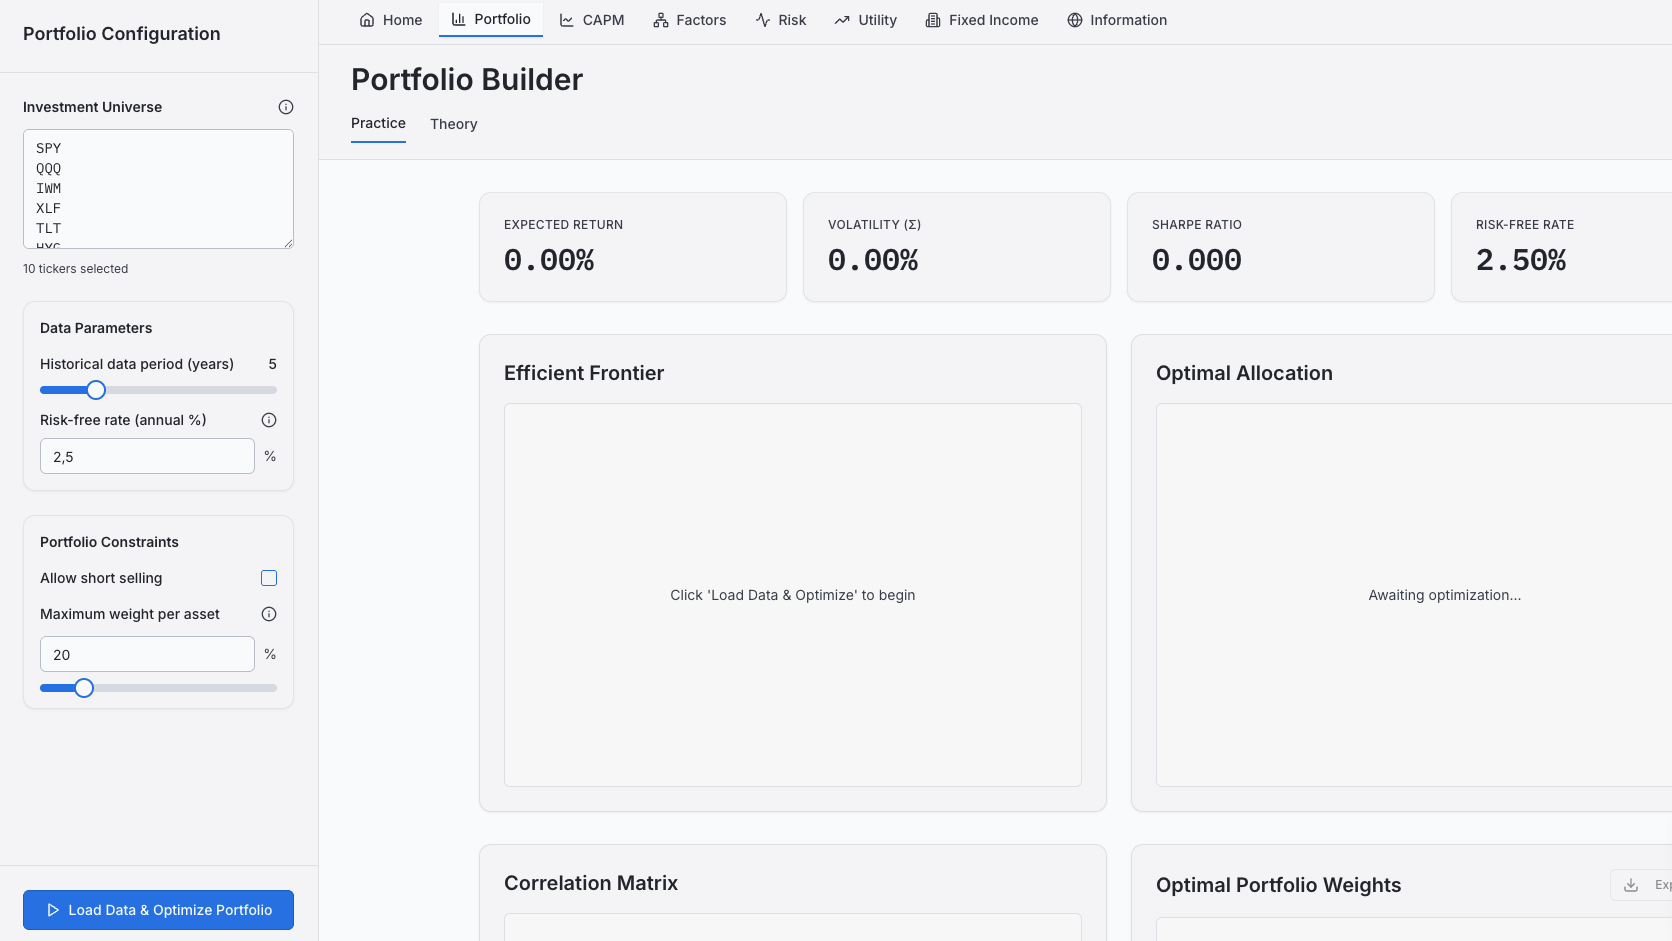 Portfolio Configuration
Home
Portfolio
CAPM
Factors
Risk
Utility
Fixed Income
Information
Portfolio Builder
Practice
Theory
Investment Universe
SPY
QQQ
IWM
XLF
TLT
HYG
10 tickers selected
Data Parameters
Historical data period (years) 5
Risk-free rate (annual %)
2,5 %
Portfolio Constraints
Allow short selling
Maximum weight per asset
20 %
Load Data & Optimize Portfolio
EXPECTED RETURN
0.00%
VOLATILITY (Σ)
0.00%
SHARPE RATIO
0.000
RISK-FREE RATE
2.50%
Efficient Frontier
Click 'Load Data & Optimize' to begin
Optimal Allocation
Awaiting optimization...
Correlation Matrix
Optimal Portfolio Weights
Exp